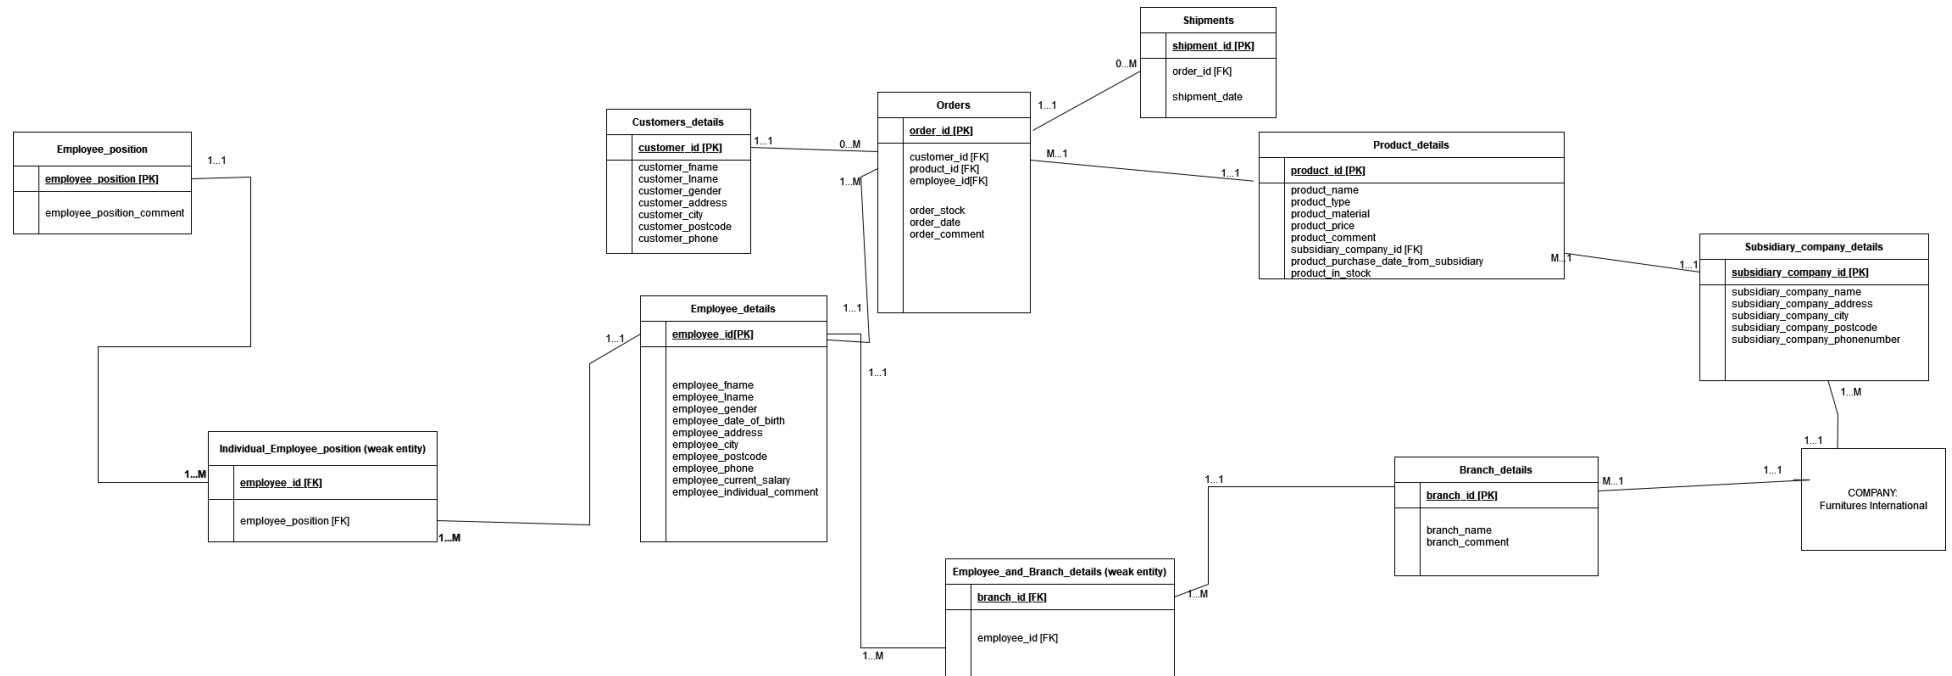 Shipments
shipment_id [PK]
order_id [FK]
shipment_date
0...M
1...1
Orders
order_id [PK]
customer_id [FK]
product_id [FK]
employee_id[FK]
order_stock
order_date
order_comment
Customers_details
customer_id [PK]
customer_fname
customer_lname
customer_gender
customer_address
customer_city
customer_postcode
customer_phone
1...1
0...M
1...M
M...1
1...1
Employee_position
employee_position [PK]
employee_position_comment
1...1
Product_details
product_id [PK]
product_name
product_type
product_material
product_price
product_comment
subsidiary_company_id [FK]
product_purchase_date_from_subsidiary
product_in_stock
M...1
1...1
Subsidiary_company_details
subsidiary_company_id [PK]
subsidiary_company_name
subsidiary_company_address
subsidiary_company_city
subsidiary_company_postcode
subsidiary_company_phonenumber
1...M
1...1
Employee_details
employee_id[PK]
employee_fname
employee_lname
employee_gender
employee_date_of_birth
employee_address
employee_city
employee_postcode
employee_phone
employee_current_salary
employee_individual_comment
1...1
1...1
1...1
Individual_Employee_position (weak entity)
employee_id [FK]
employee_position [FK]
1...M
1...M
Branch_details
branch_id [PK]
branch_name
branch_comment
1...1
M...1
1...1
COMPANY:
Furnitures International
Employee_and_Branch_details (weak entity)
branch_id [FK]
employee_id [FK]
1...M
1...M